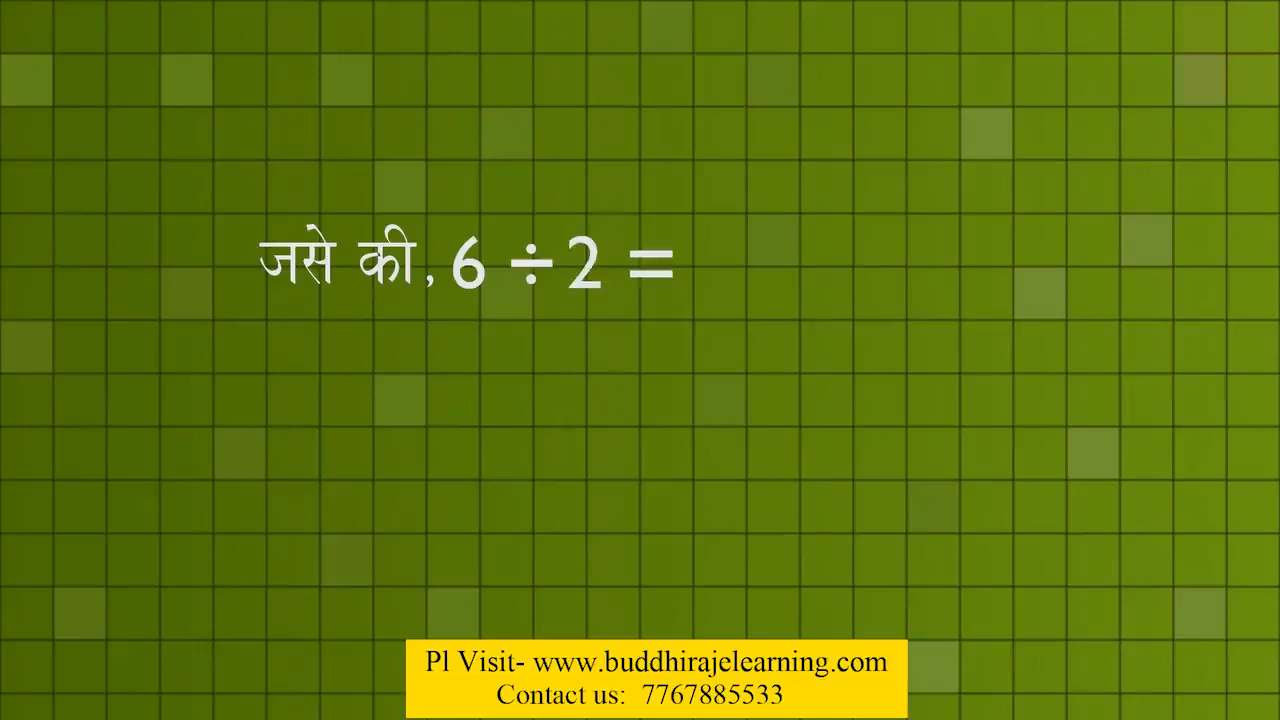 जसे की, 6 ÷ 2 =
Pl Visit- www.buddhirajelearning.com
Contact us: 7767885533